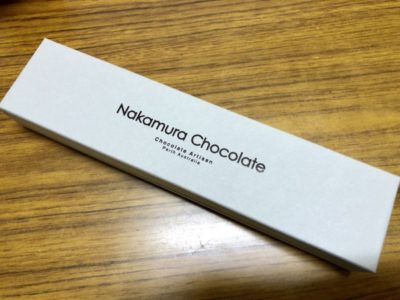 Nakamura Chocolate
Chocolate Artisan
Perth Australia